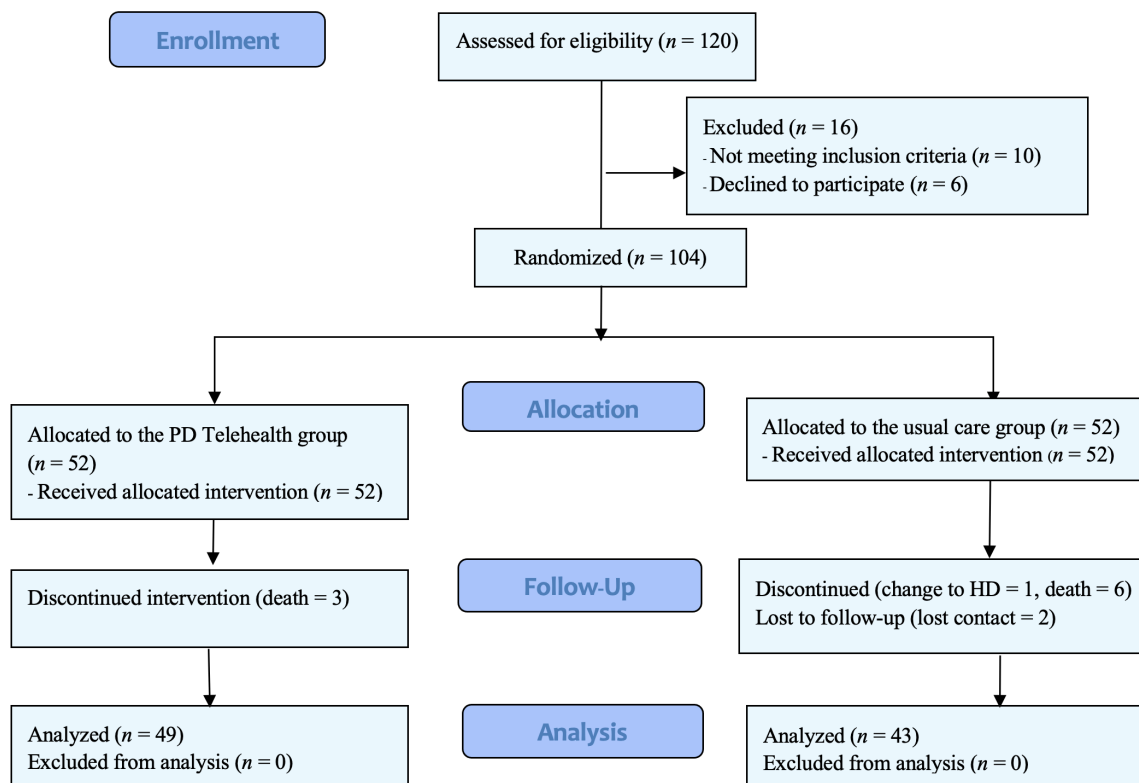 Enrollment
Assessed for eligibility (n = 120)
Excluded (n = 16)
- Not meeting inclusion criteria (n = 10)
- Declined to participate (n = 6)
Randomized (n = 104)
Allocation
Allocated to the PD Telehealth group
(n = 52)
- Received allocated intervention (n = 52)
Allocated to the usual care group (n = 52)
- Received allocated intervention (n = 52)
Follow-Up
Discontinued intervention (death = 3)
Discontinued (change to HD = 1, death = 6)
Lost to follow-up (lost contact = 2)
Analysis
Analyzed (n = 49)
Excluded from analysis (n = 0)
Analyzed (n = 43)
Excluded from analysis (n = 0)